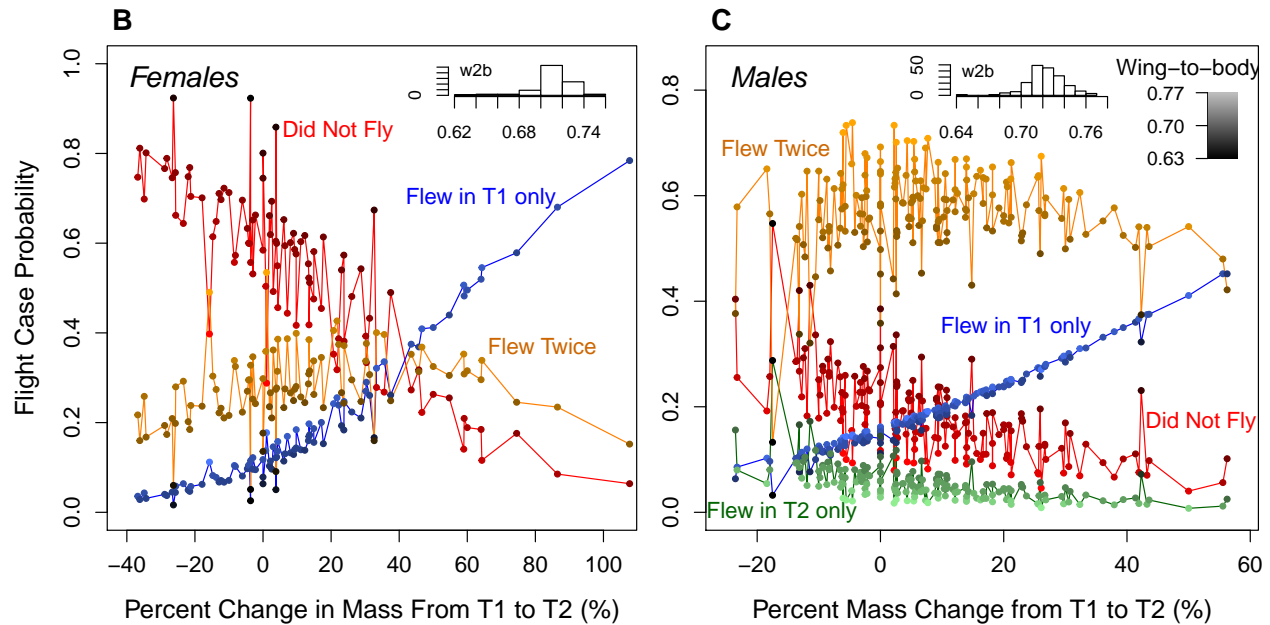 B
Females
w2b
0
0.62 0.68 0.74
Did Not Fly
Flew in T1 only
Flew Twice
0.0 0.2 0.4 0.6 0.8 1.0
Flight Case Probability
−40 −20 0 20 40 60 80 100
Percent Change in Mass From T1 to T2 (%)
C
Males
w2b
0 50
0.64 0.70 0.76
Wing−to−body
0.77
0.70
0.63
Flew Twice
Flew in T1 only
Did Not Fly
Flew in T2 only
0.0 0.2 0.4 0.6 0.8
−20 0 20 40 60
Percent Mass Change from T1 to T2 (%)